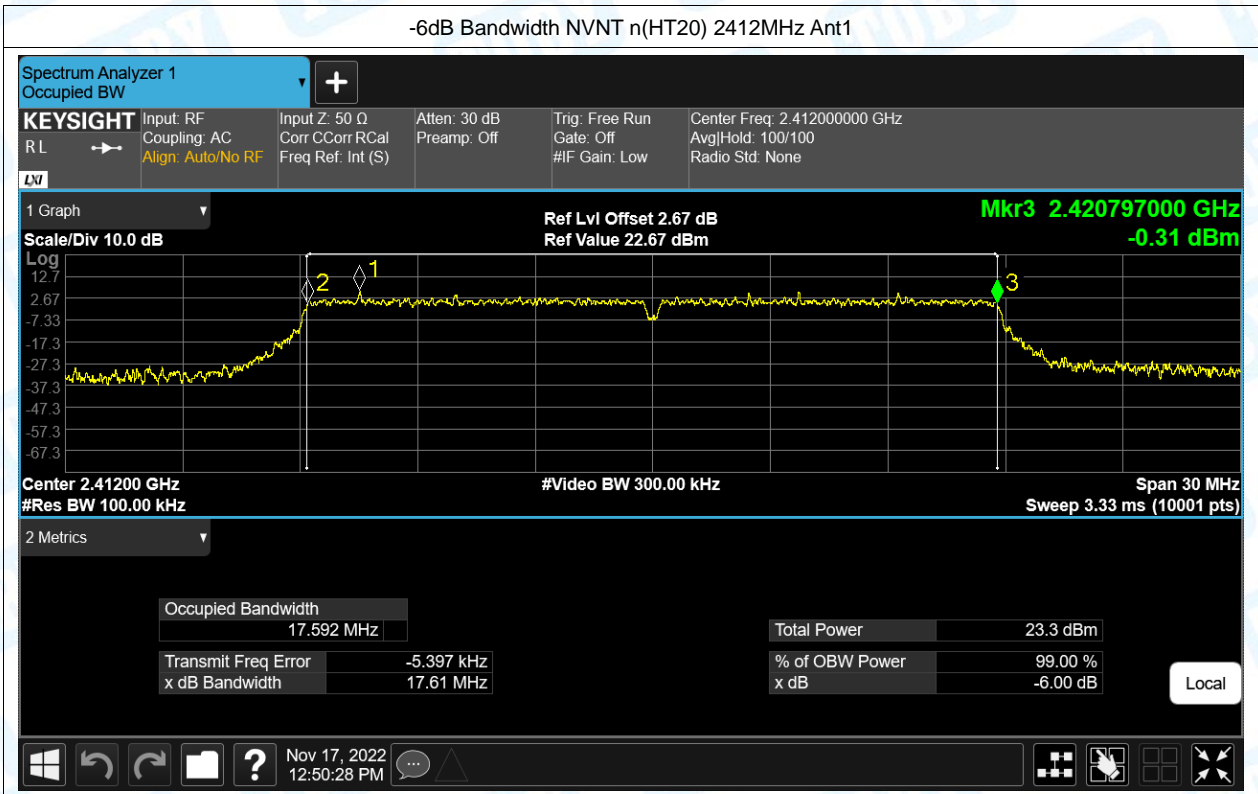 -6dB Bandwidth NVNT n(HT20) 2412MHz Ant1
Spectrum Analyzer 1
Occupied BW
KEYSIGHT
R L
LXI
Input: RF
Coupling: AC
Align: Auto/No RF
Input Z: 50 Ω
Corr CCorr RCal
Freq Ref: Int (S)
Atten: 30 dB
Preamp: Off
Trig: Free Run
Gate: Off
#IF Gain: Low
Center Freq: 2.412000000 GHz
Avg|Hold: 100/100
Radio Std: None
1 Graph
Scale/Div 10.0 dB
Ref Lvl Offset 2.67 dB
Ref Value 22.67 dBm
Mkr3 2.420797000 GHz
-0.31 dBm
Log
12.7
2.67
-7.33
-17.3
-27.3
-37.3
-47.3
-57.3
-67.3
2
1
3
Center 2.41200 GHz
#Video BW 300.00 kHz
Span 30 MHz
#Res BW 100.00 kHz
Sweep 3.33 ms (10001 pts)
2 Metrics
Occupied Bandwidth
17.592 MHz
Total Power 23.3 dBm
Transmit Freq Error -5.397 kHz
% of OBW Power 99.00 %
x dB Bandwidth 17.61 MHz
x dB -6.00 dB
Local
?
Nov 17, 2022
12:50:28 PM